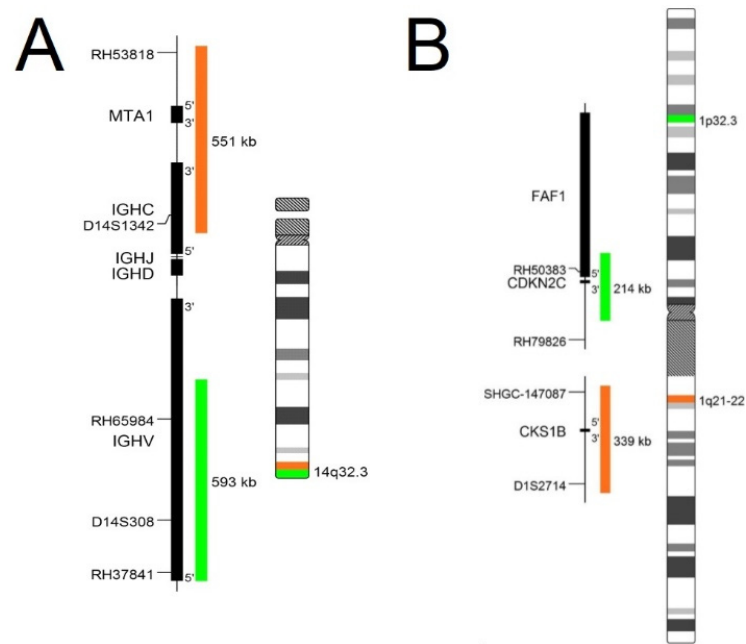 A
RH53818
MTA1
5'
3'
551 kb
3'
IGHC
D14S1342
5'
IGHJ
IGHD
3'
RH65984
IGHV
593 kb
D14S308
RH37841
5'
14q32.3
B
1p32.3
FAF1
RH50383
5'
CDKN2C
3'
214 kb
RH79826
SHGC-147087
1q21-22
5'
CKS1B
3'
339 kb
D1S2714